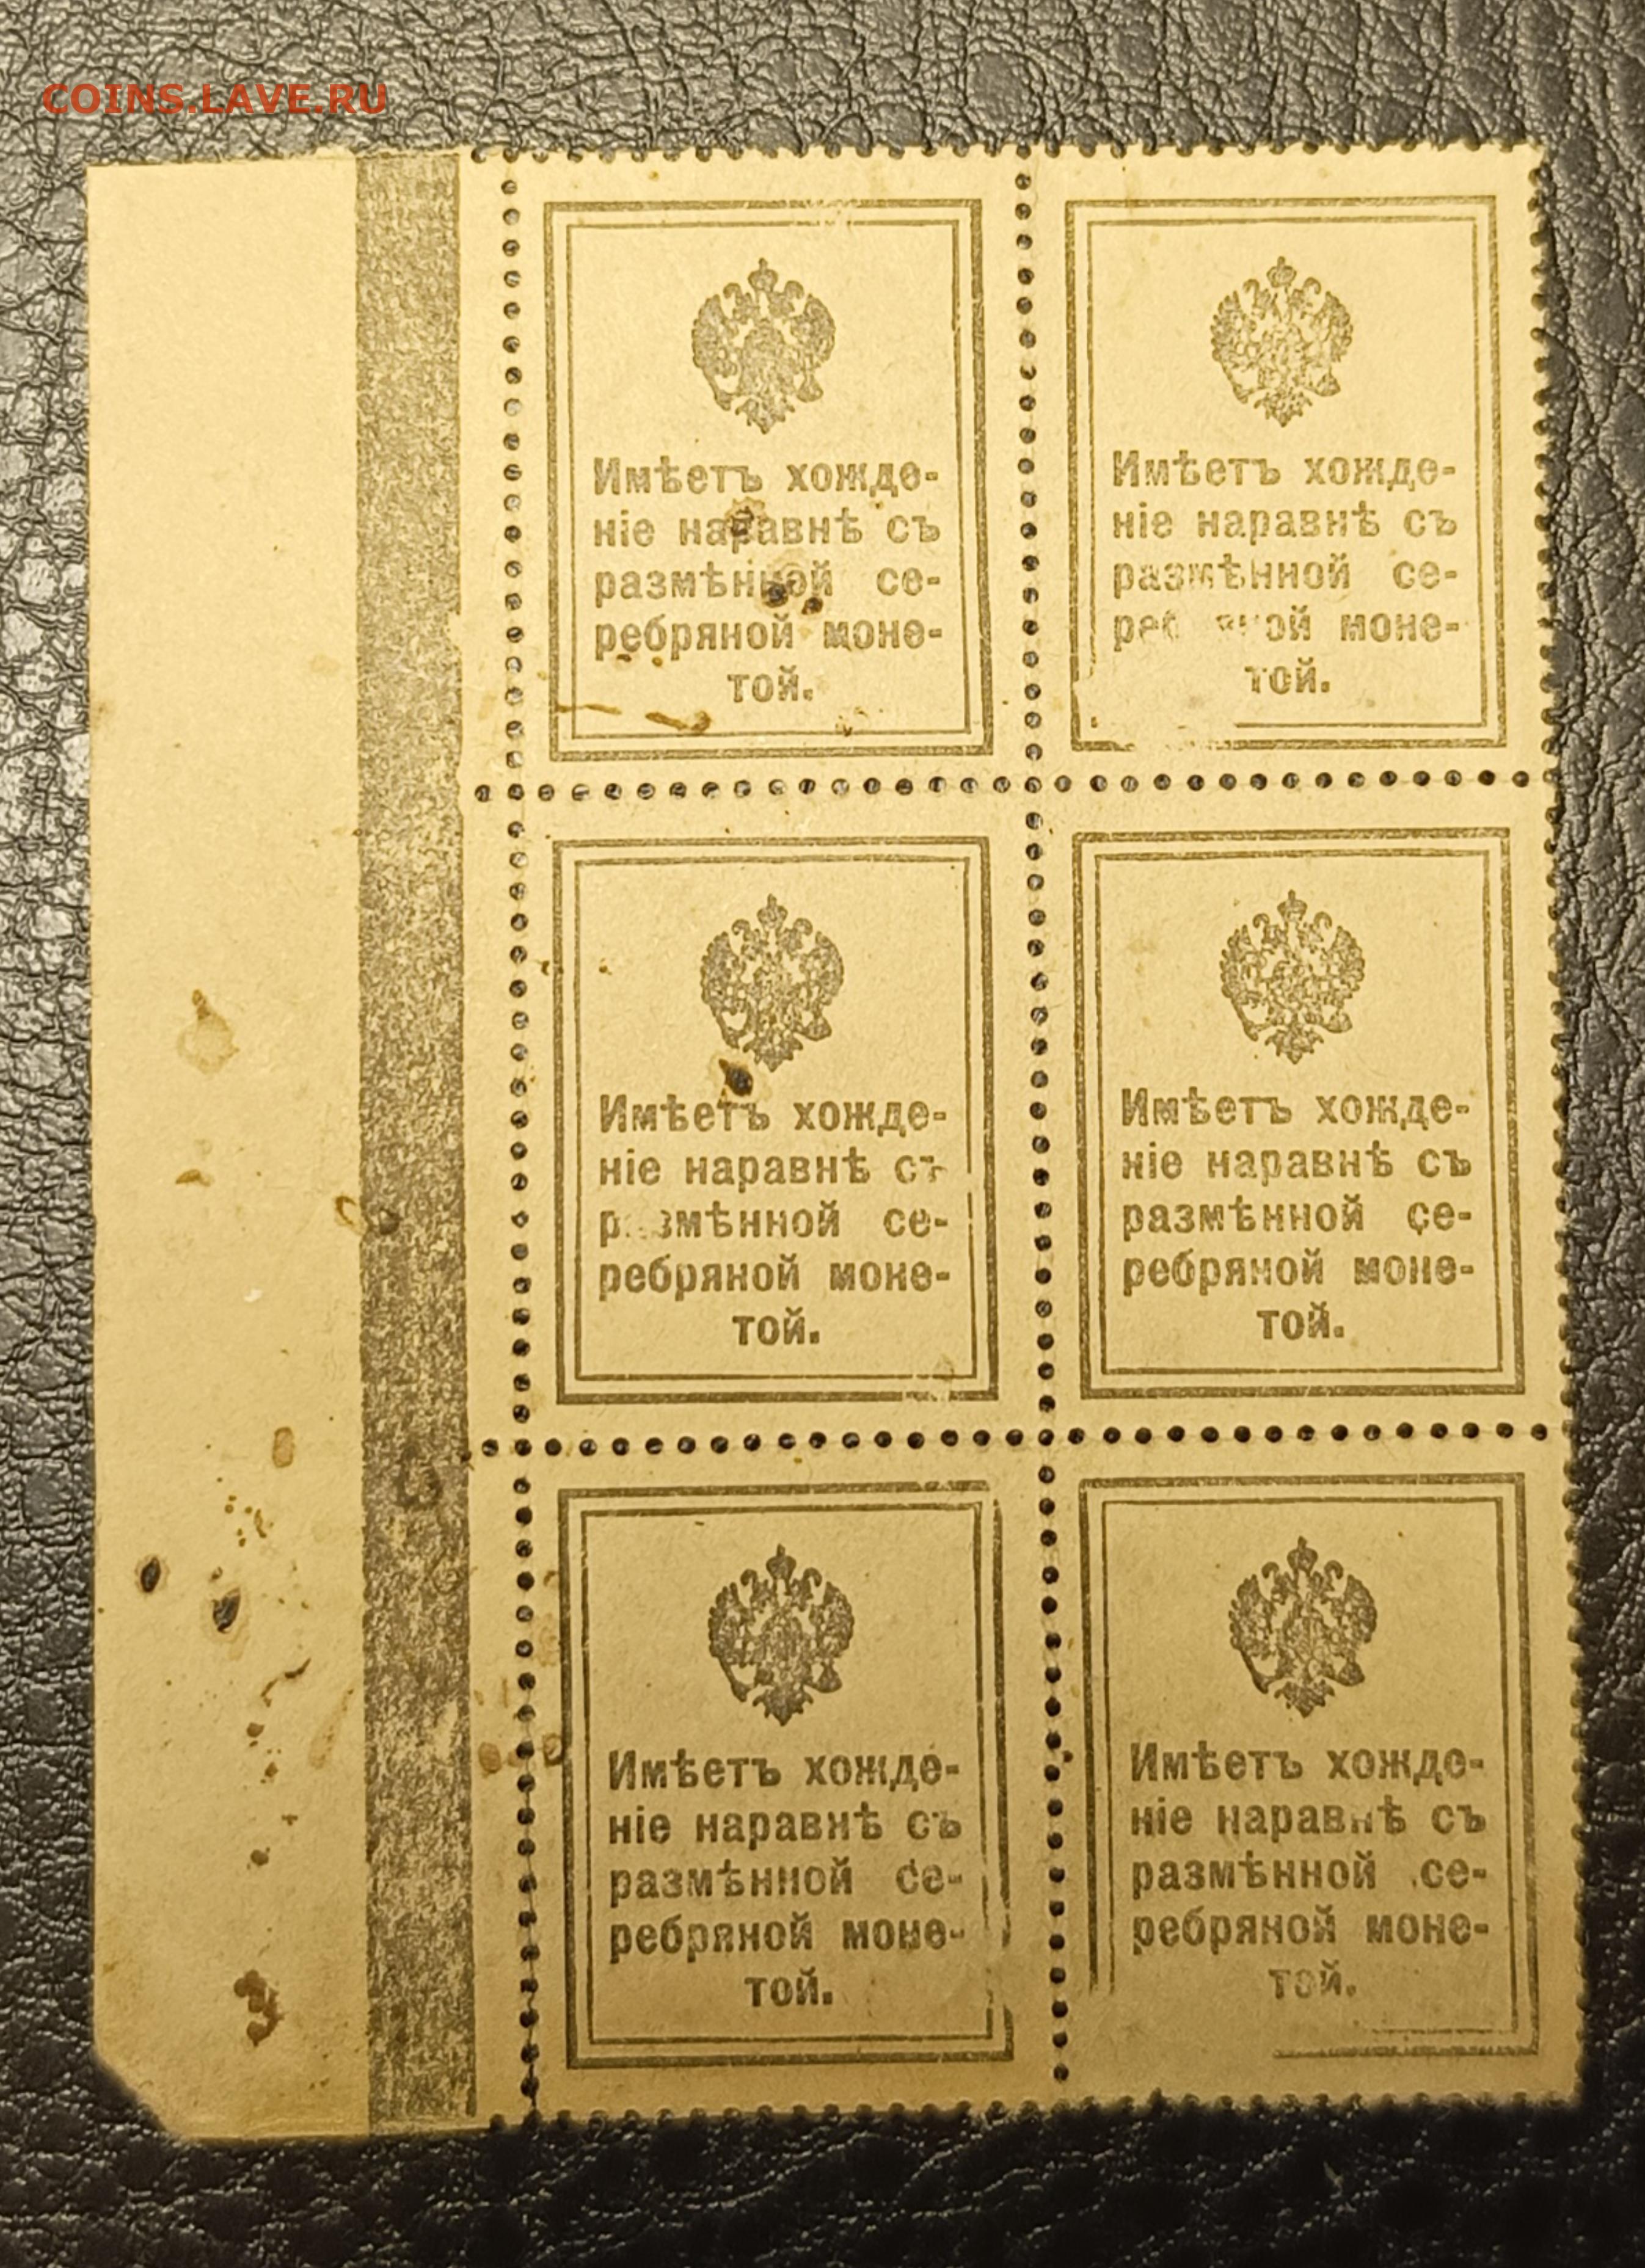 COINS.LAVE.RU
Имѣетъ хожде-
ніе наравнѣ съ
размѣнной се-
ребряной моне-
той.
Имѣетъ хожде-
ніе наравнѣ съ
размѣнной се-
моне-
той.
Имѣетъ хожде-
ніе наравнѣ съ
размѣнной се-
ребряной моне-
той.
Имѣетъ хожде-
ніе наравнѣ съ
размѣнной се-
ребряной моне-
той.
Имѣетъ хожде-
ніе наравнѣ съ
размѣнной се-
ребряной моне-
той.
Имѣетъ хожде-
ніе наравнѣ съ
размѣнной се-
ребряной моне-
той.